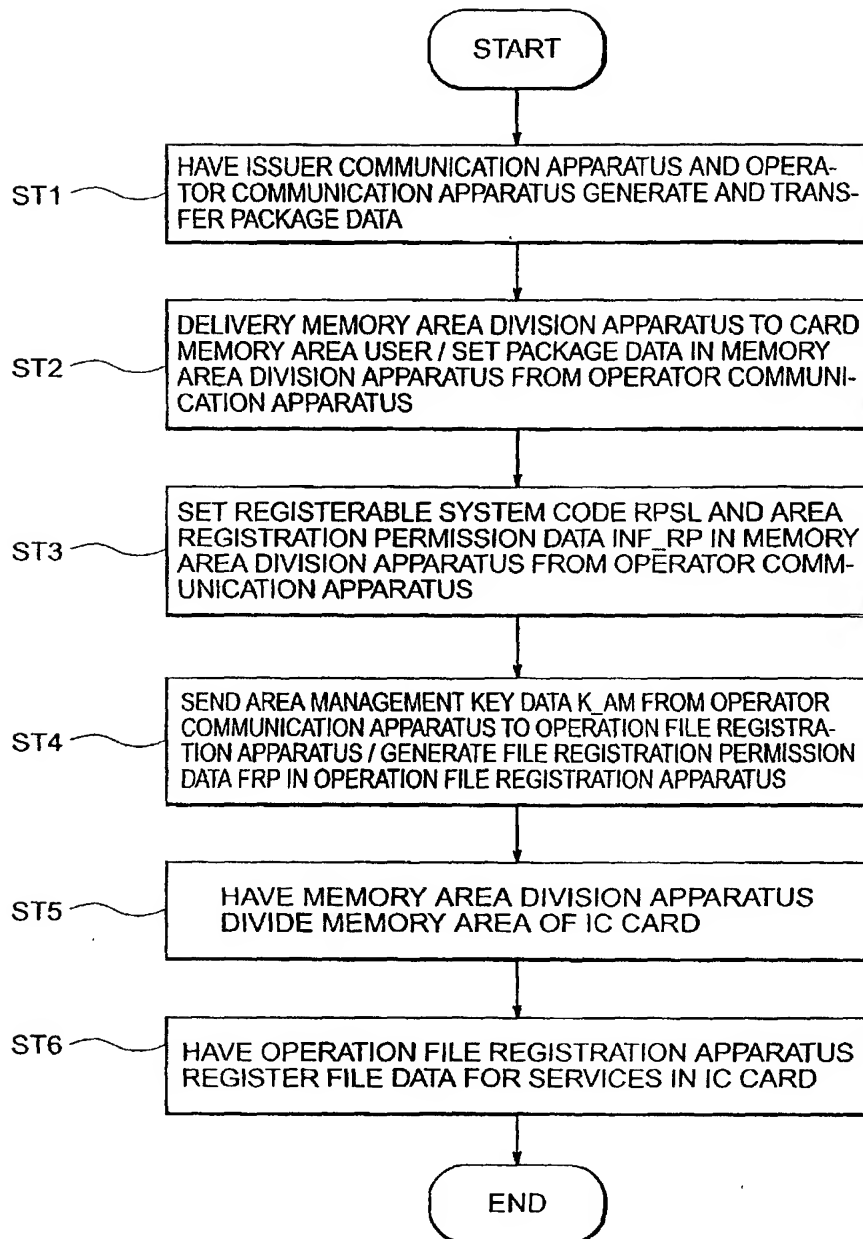 START
ST1
HAVE ISSUER COMMUNICATION APPARATUS AND OPERA-
TOR COMMUNICATION APPARATUS GENERATE AND TRANS-
FER PACKAGE DATA
ST2
DELIVERY MEMORY AREA DIVISION APPARATUS TO CARD
MEMORY AREA USER / SET PACKAGE DATA IN MEMORY
AREA DIVISION APPARATUS FROM OPERATOR COMMUNI-
CATION APPARATUS
ST3
SET REGISTERABLE SYSTEM CODE RPSL AND AREA
REGISTRATION PERMISSION DATA INF_RP IN MEMORY
AREA DIVISION APPARATUS FROM OPERATOR COMM-
UNICATION APPARATUS
ST4
SEND AREA MANAGEMENT KEY DATA K_AM FROM OPERATOR
COMMUNICATION APPARATUS TO OPERATION FILE REGISTRA-
TION APPARATUS / GENERATE FILE REGISTRATION PERMISSION
DATA FRP IN OPERATION FILE REGISTRATION APPARATUS
ST5
HAVE MEMORY AREA DIVISION APPARATUS
DIVIDE MEMORY AREA OF IC CARD
ST6
HAVE OPERATION FILE REGISTRATION APPARATUS
REGISTER FILE DATA FOR SERVICES IN IC CARD
END